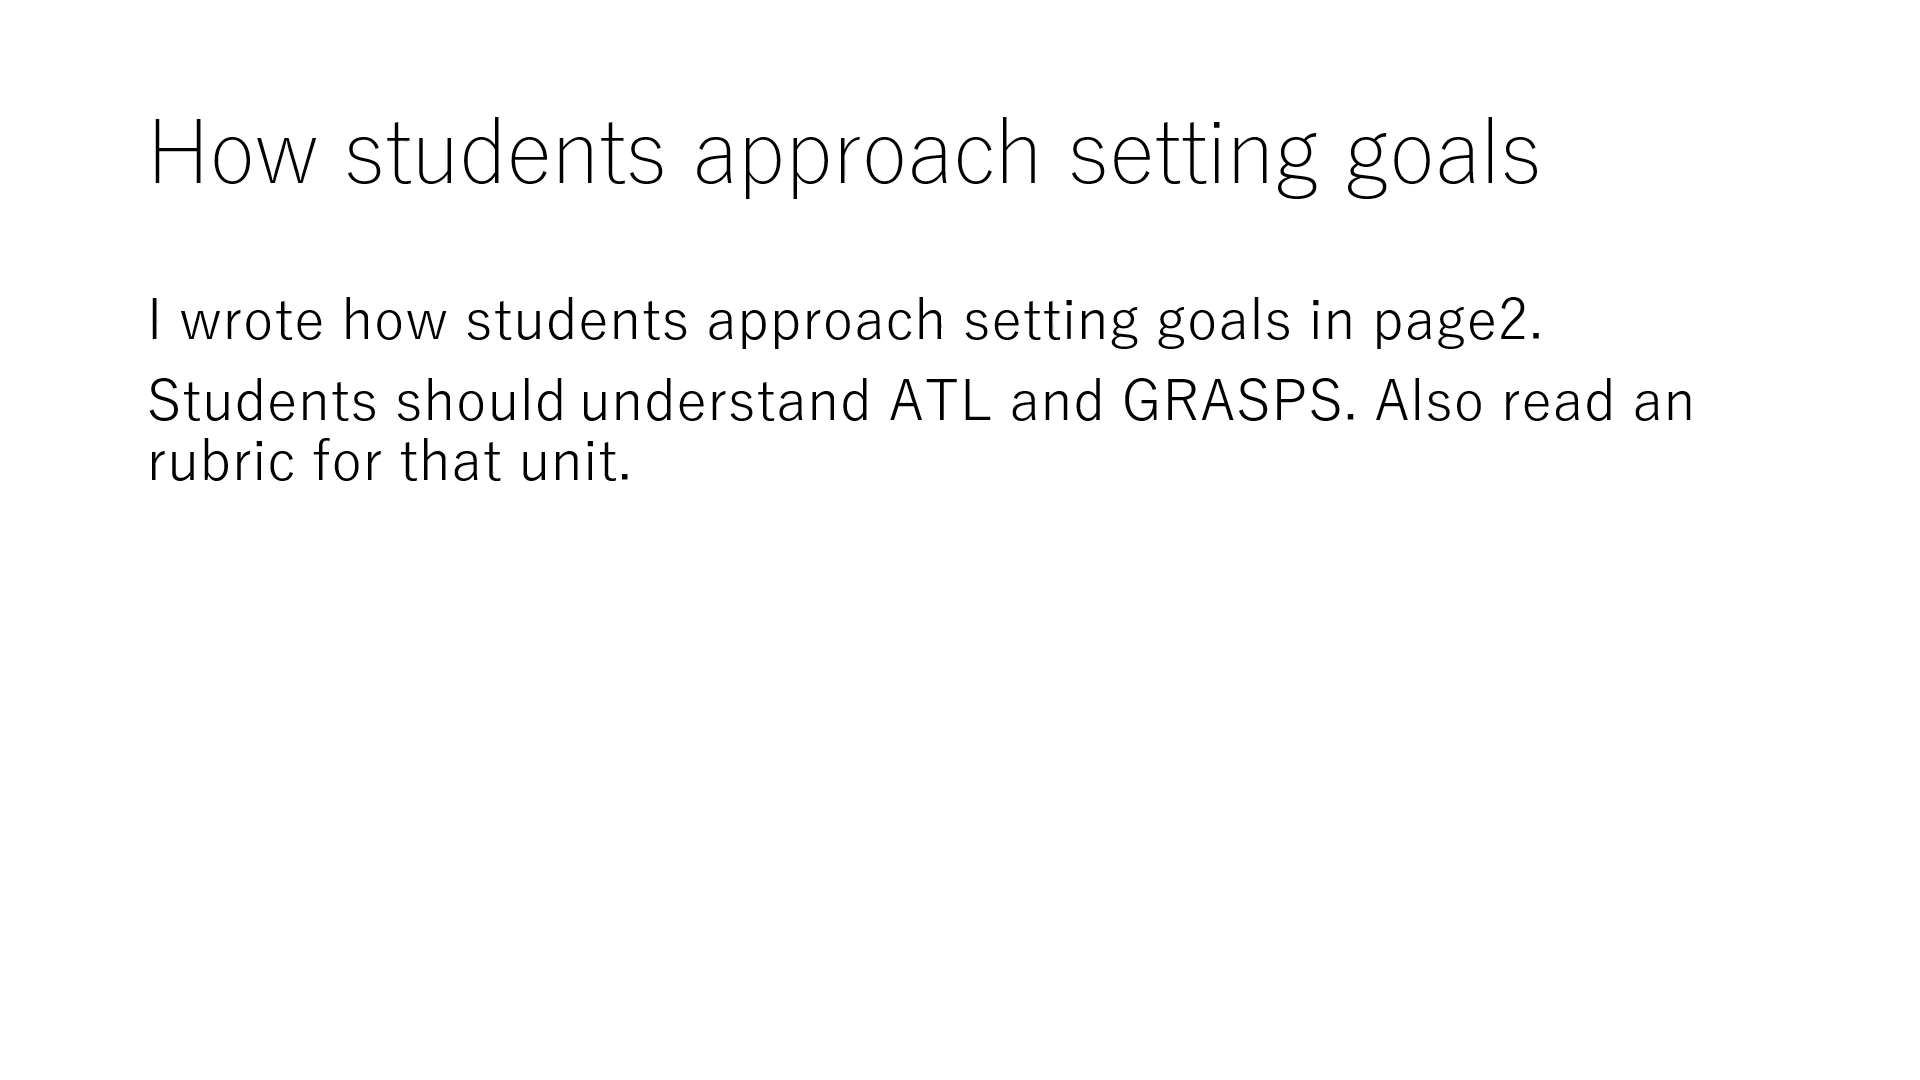 How students approach setting goals
I wrote how students approach setting goals in page2.
Students should understand ATL and GRASPS. Also read an
rubric for that unit.